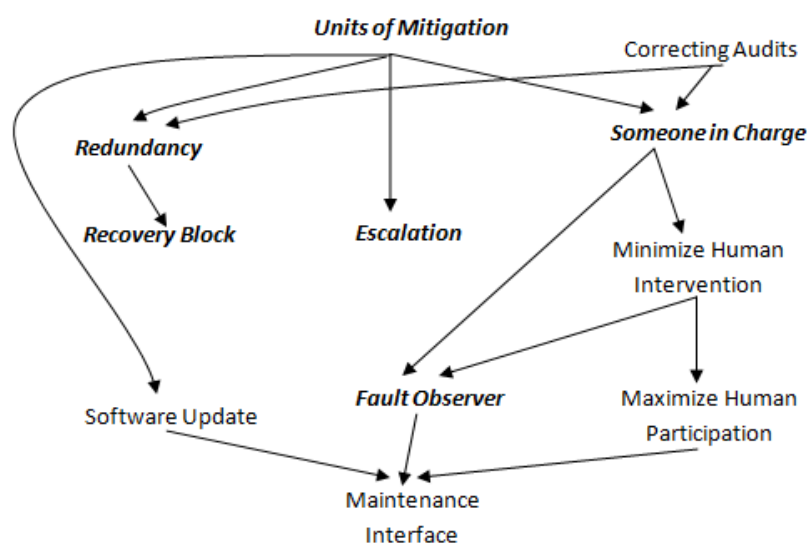 Units of Mitigation
Correcting Audits
Redundancy
Someone in Charge
Recovery Block
Escalation
Minimize Human
Intervention
Software Update
Fault Observer
Maximize Human
Participation
Maintenance
Interface